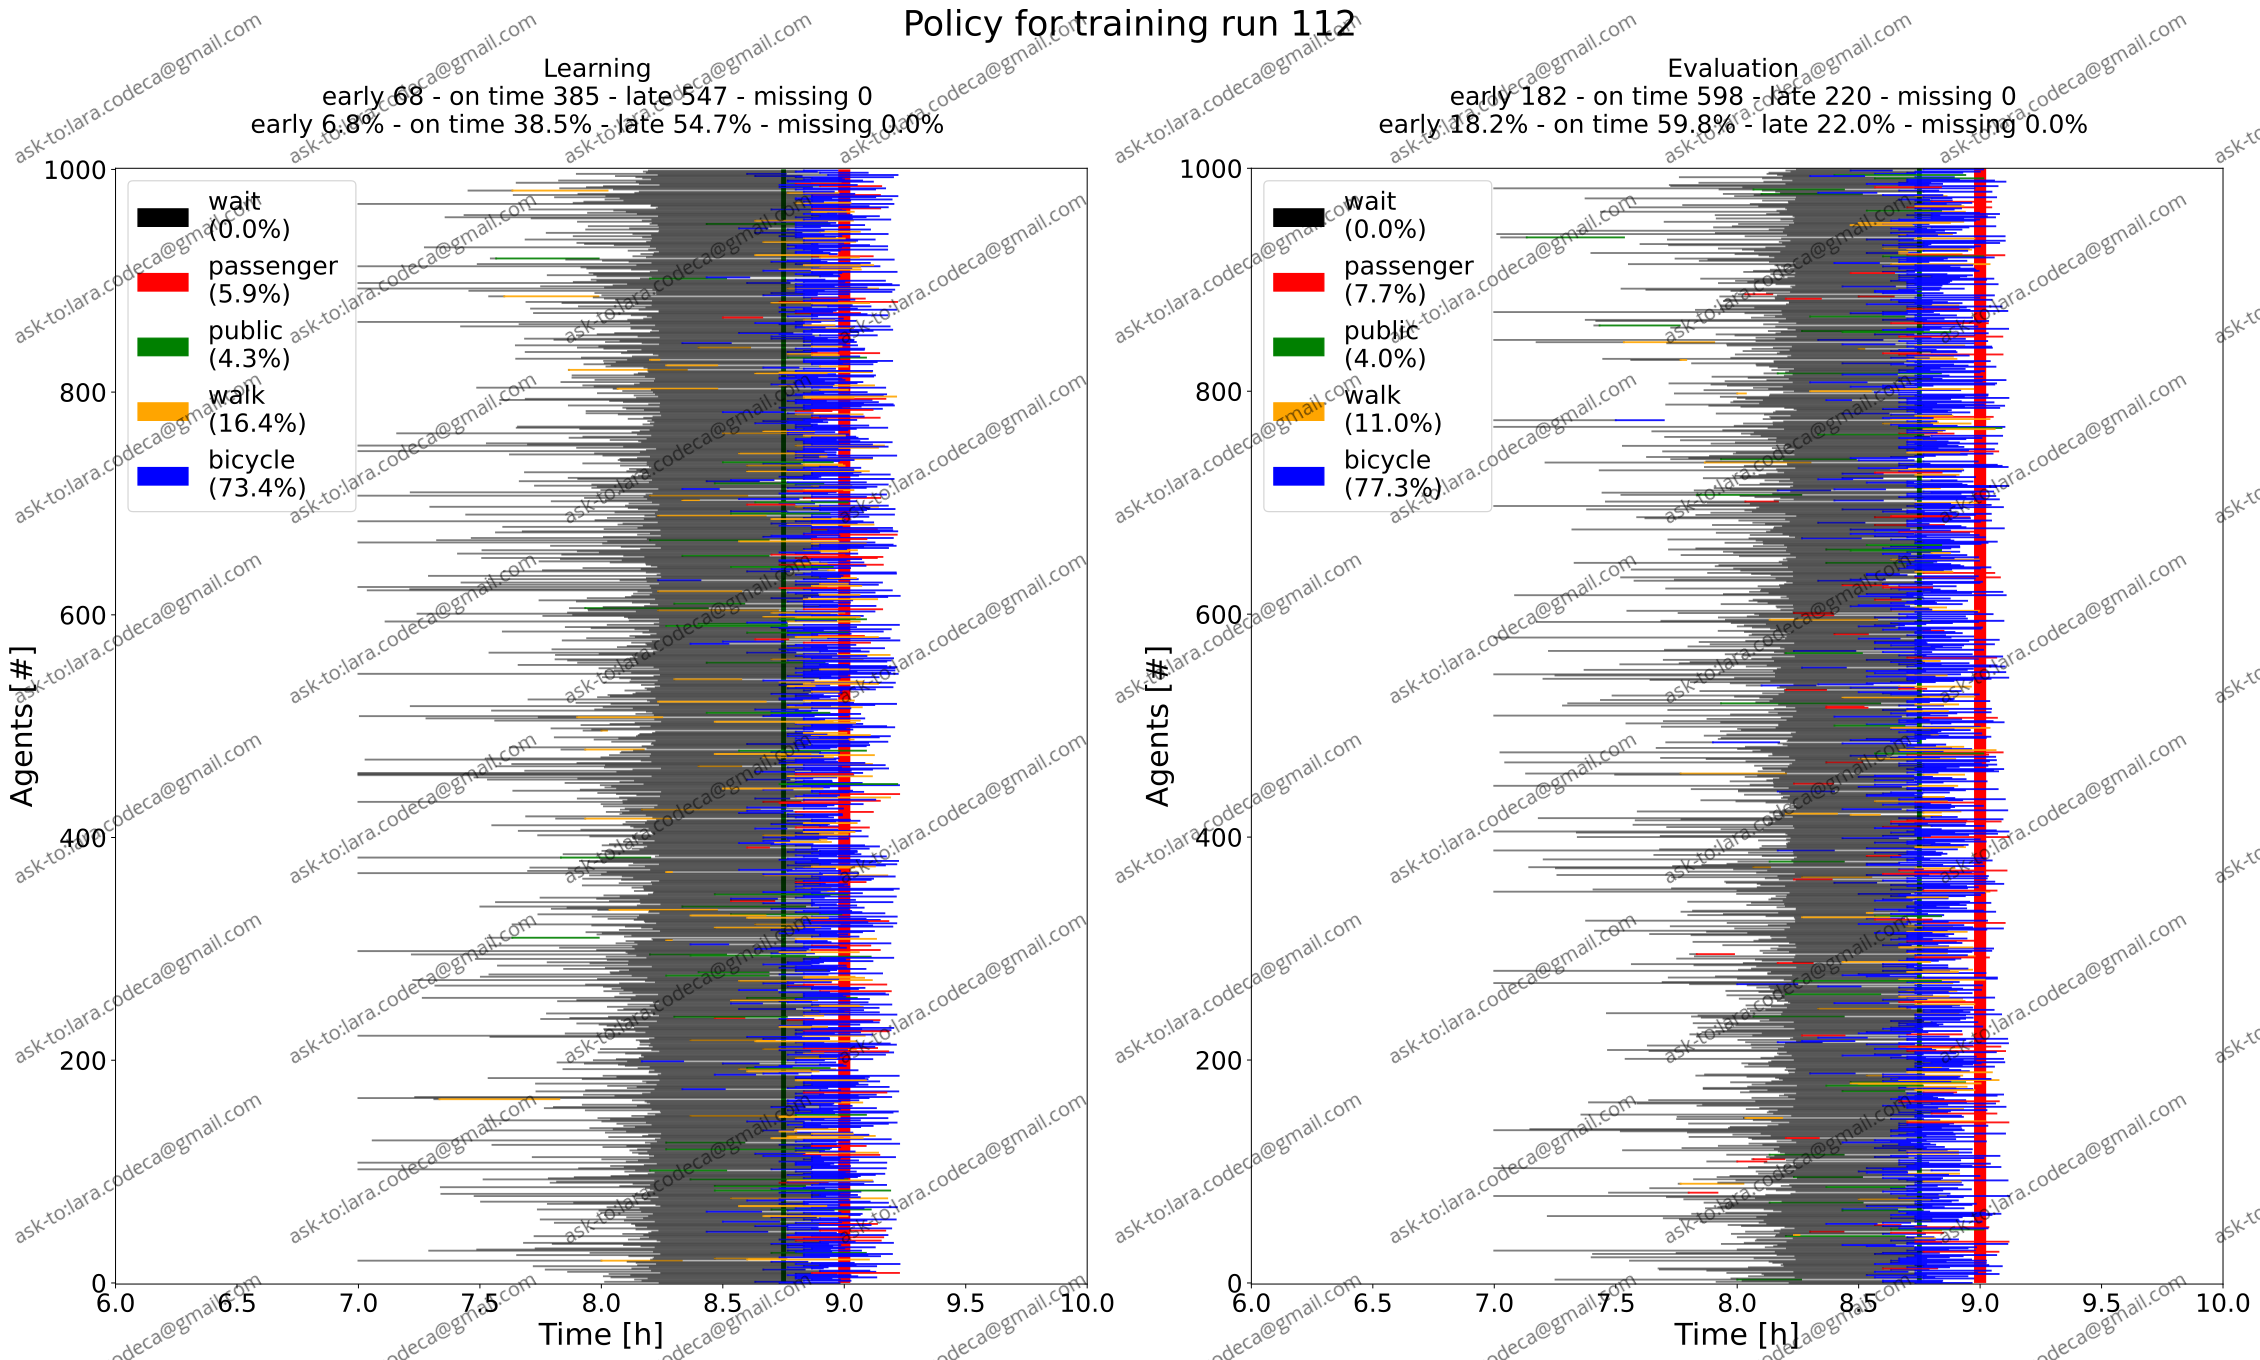 Policy for training run 112
Learning
early 68 - on time 385 - late 547 - missing 0
early 6.8% - on time 38.5% - late 54.7% - missing 0.0%
Evaluation
early 182 - on time 598 - late 220 - missing 0
early 18.2% - on time 59.8% - late 22.0% - missing 0.0%
wait
(0.0%)
passenger
(5.9%)
public
(4.3%)
walk
(16.4%)
bicycle
(73.4%)
1000
800
600
400
200
0
Agents [#]
6.0 6.5 7.0 7.5 8.0 8.5 9.0 9.5 10.0
Time [h]
wait
(0.0%)
passenger
(7.7%)
public
(4.0%)
walk
(11.0%)
bicycle
(77.3%)
1000
800
600
400
200
0
Agents [#]
6.0 6.5 7.0 7.5 8.0 8.5 9.0 9.5 10.0
Time [h]
ask-to:lara.codeca@gmail.com